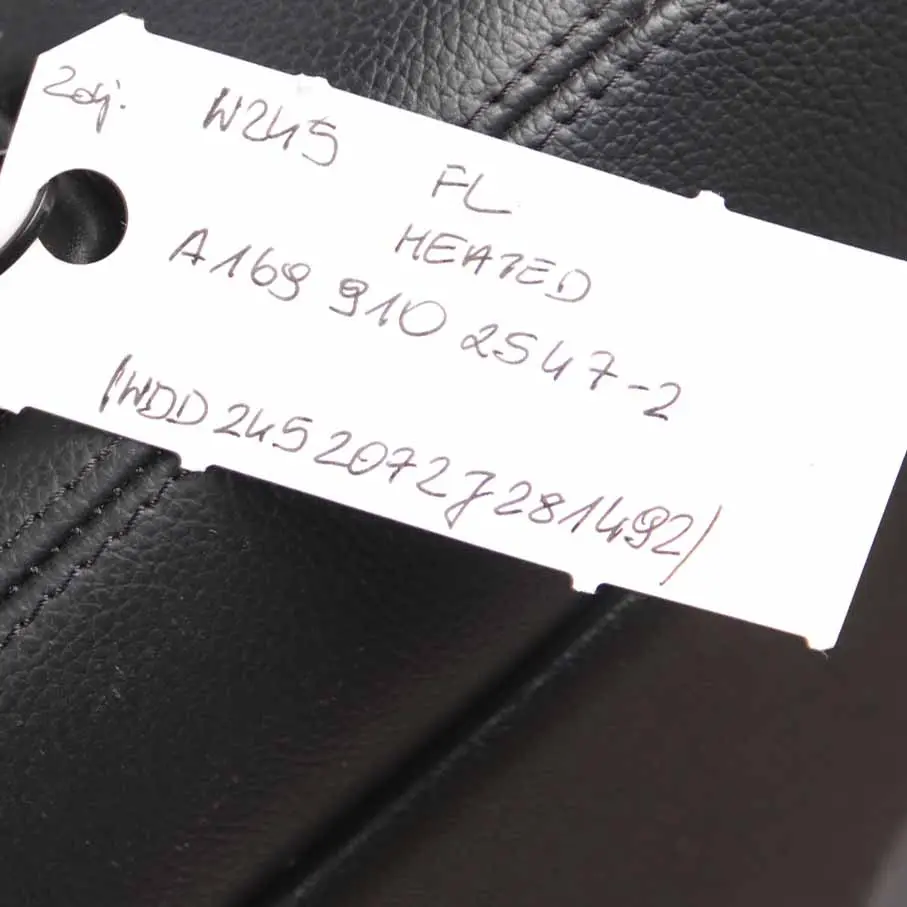 Zdj. W245
FL
HEATED
A169 910 2547-2
/WDD2452072J281492/